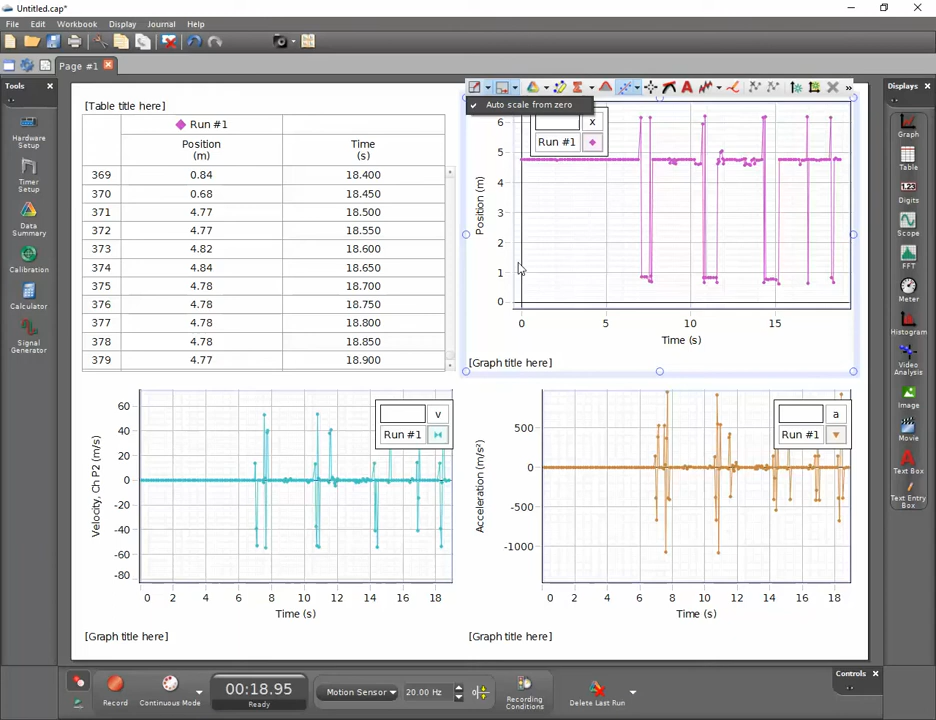 Untitled.cap*
File Edit Workbook Display Journal Help
Page #1
Tools
Hardware
Setup
Timer
Setup
Data
Summary
Calibration
Calculator
Signal
Generator
[Table title here]
Run #1
Position
(m)
Time
(s)
369 0.84 18.400
370 0.68 18.450
371 4.77 18.500
372 4.77 18.550
373 4.82 18.600
374 4.84 18.650
375 4.78 18.700
376 4.78 18.750
377 4.78 18.800
378 4.78 18.850
379 4.77 18.900
Auto scale from zero
x
Run #1
Position (m)
6
5
4
3
2
1
0
0 5 10 15
Time (s)
[Graph title here]
v
Run #1
Velocity, Ch P2 (m/s)
60
40
20
0
-20
-40
-60
-80
0 2 4 6 8 10 12 14 16 18
Time (s)
[Graph title here]
a
Run #1
Acceleration (m/s²)
500
0
-500
-1000
0 2 4 6 8 10 12 14 16 18
Time (s)
[Graph title here]
Displays
Graph
Table
1.23
Digits
Scope
FFT
Meter
Histogram
Video
Analysis
Image
Movie
Text Box
Text Entry
Box
Record
Continuous Mode
00:18.95
Ready
Motion Sensor
20.00 Hz
0
Recording
Conditions
Delete Last Run
Controls